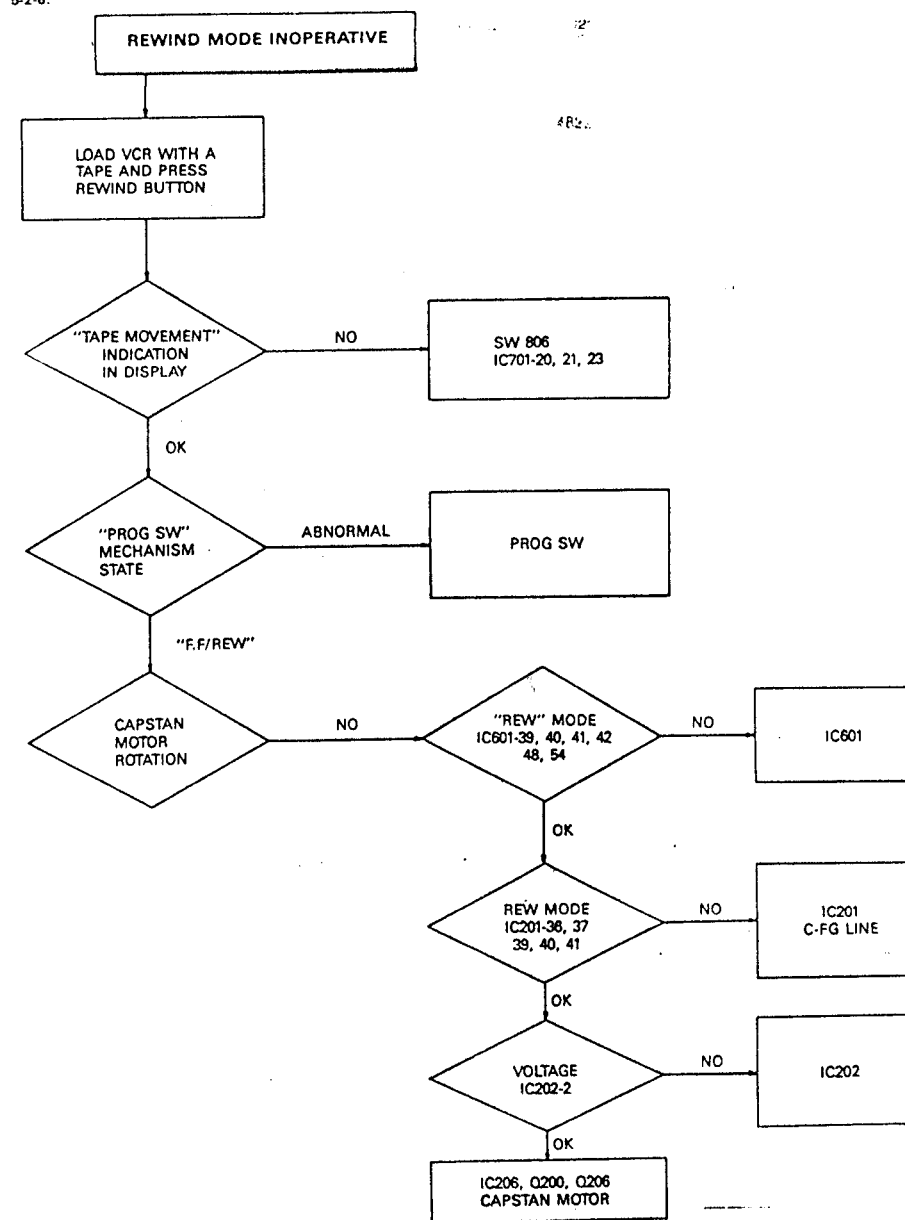 5-2-6.
REWIND MODE INOPERATIVE
LOAD VCR WITH A
TAPE AND PRESS
REWIND BUTTON
"TAPE MOVEMENT"
INDICATION
IN DISPLAY
NO
SW 806
IC701-20, 21, 23
OK
"PROG SW"
MECHANISM
STATE
ABNORMAL
PROG SW
"F.F/REW"
CAPSTAN
MOTOR
ROTATION
NO
"REW" MODE
IC601-39, 40, 41, 42
48, 54
NO
IC601
OK
REW MODE
IC201-36, 37
39, 40, 41
NO
IC201
C-FG LINE
OK
VOLTAGE
IC202-2
NO
IC202
OK
IC206, Q200, Q206
CAPSTAN MOTOR